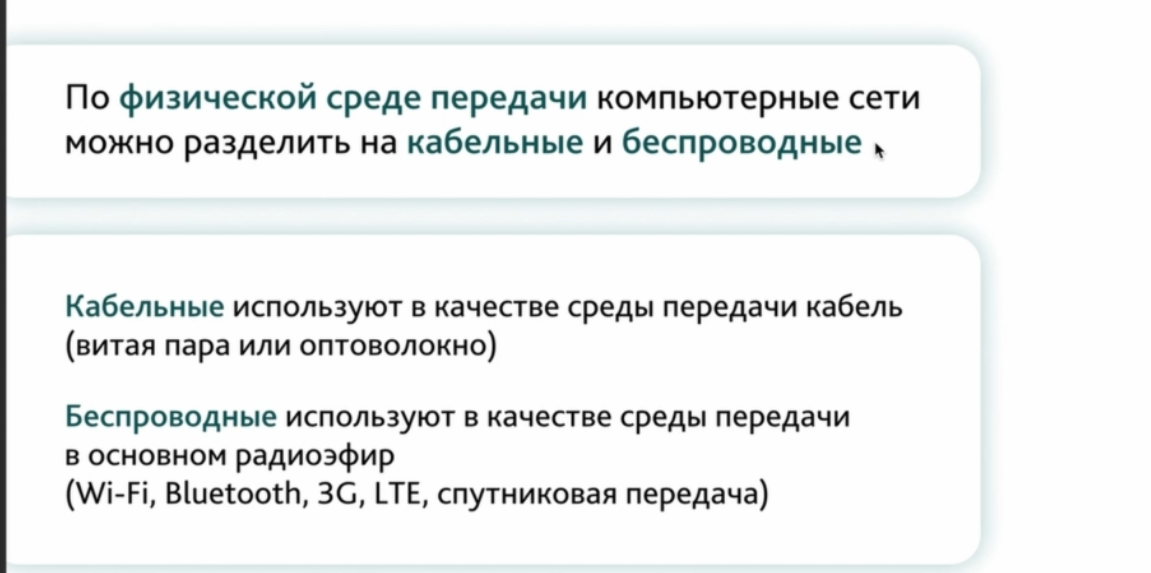 По физической среде передачи компьютерные сети
можно разделить на кабельные и беспроводные
Кабельные используют в качестве среды передачи кабель
(витая пара или оптоволокно)
Беспроводные используют в качестве среды передачи
в основном радиоэфир
(Wi-Fi, Bluetooth, 3G, LTE, спутниковая передача)